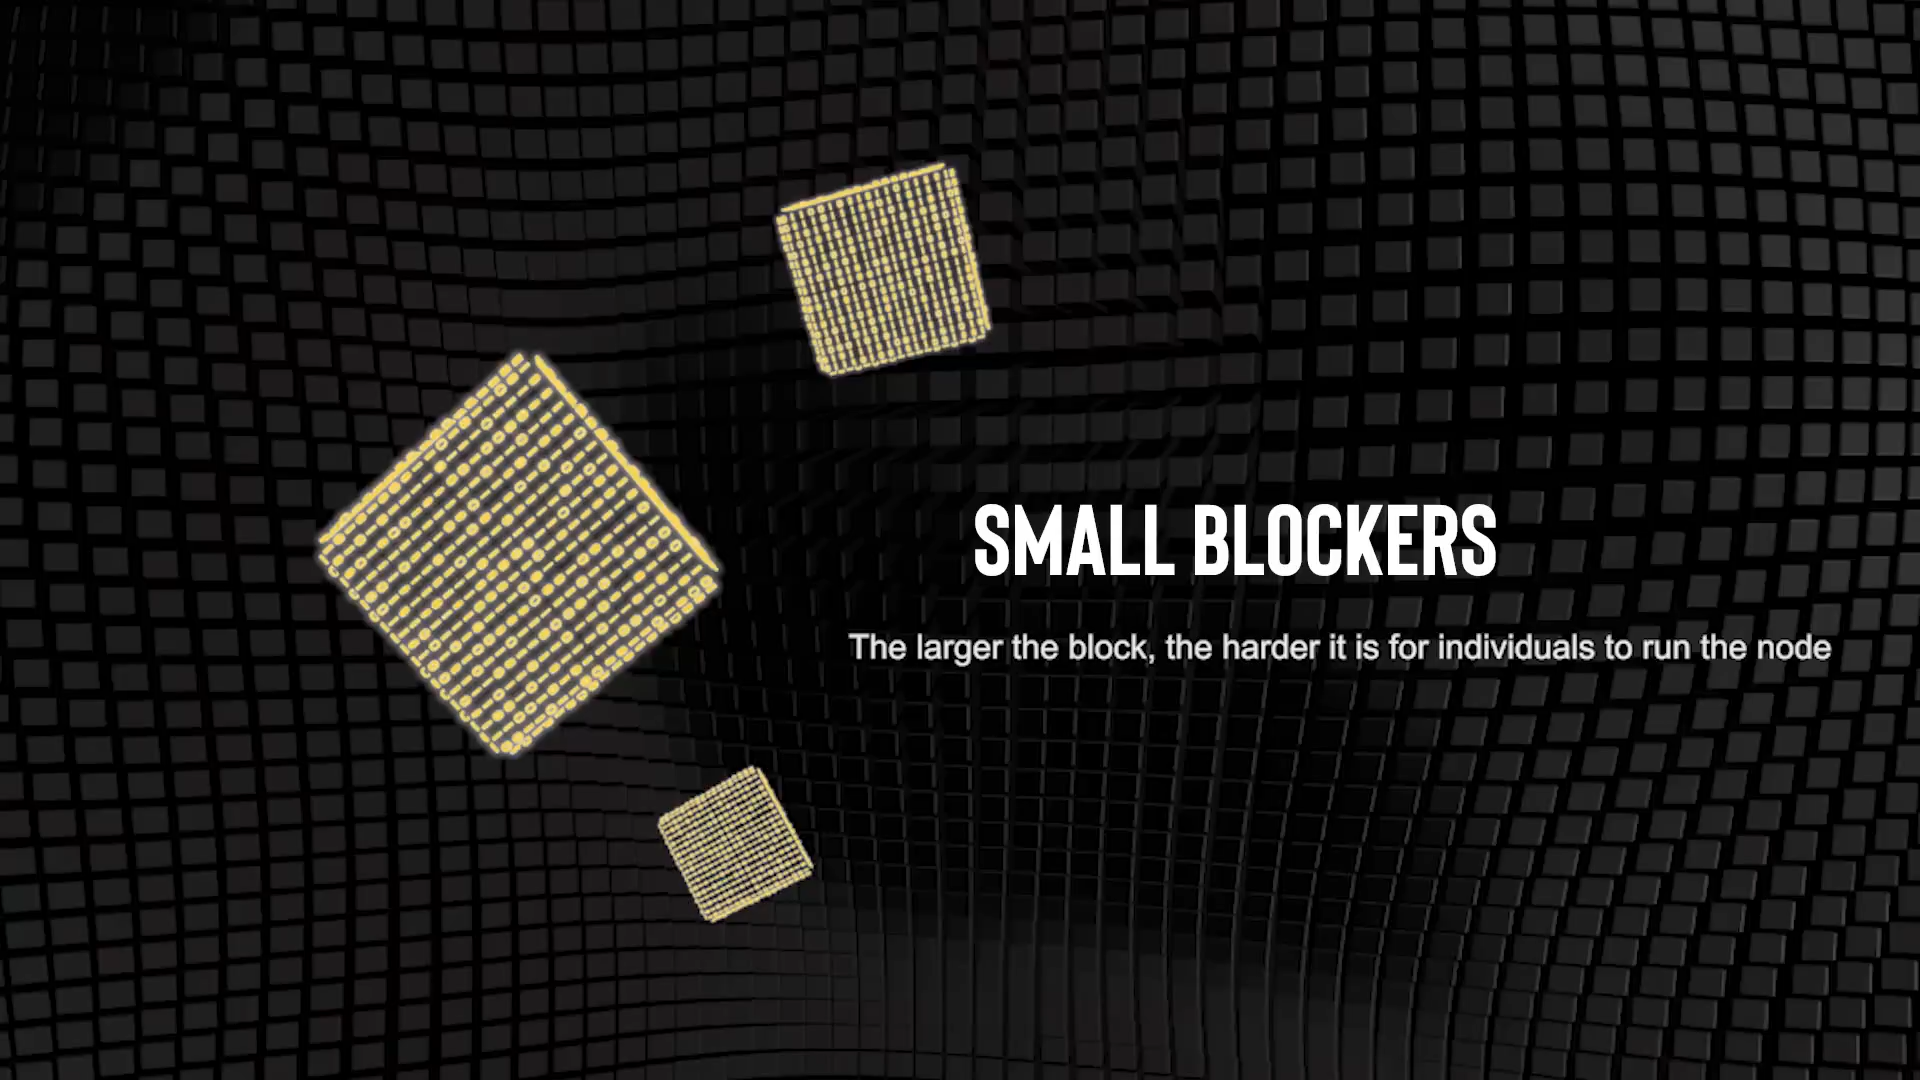 SMALL BLOCKERS
The larger the block, the harder it is for individuals to run the node